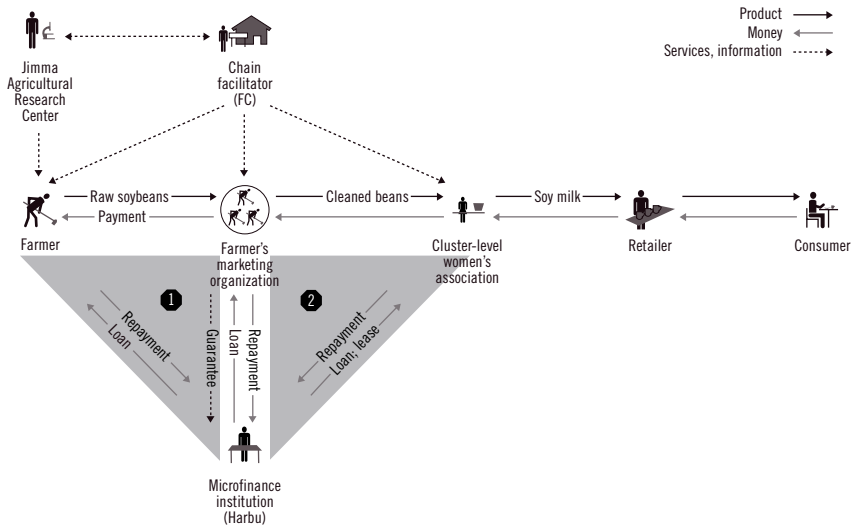 Product
Money
Services, information
Jimma
Agricultural
Research
Center
Chain
facilitator
(FC)
Raw soybeans
Payment
Cleaned beans
Soy milk
Farmer
Farmer's
marketing
organization
Cluster-level
women's
association
Retailer
Consumer
1
2
Repayment
Loan
Guarantee
Loan
Repayment
Repayment
Loan; lease
Microfinance
institution
(Harbu)